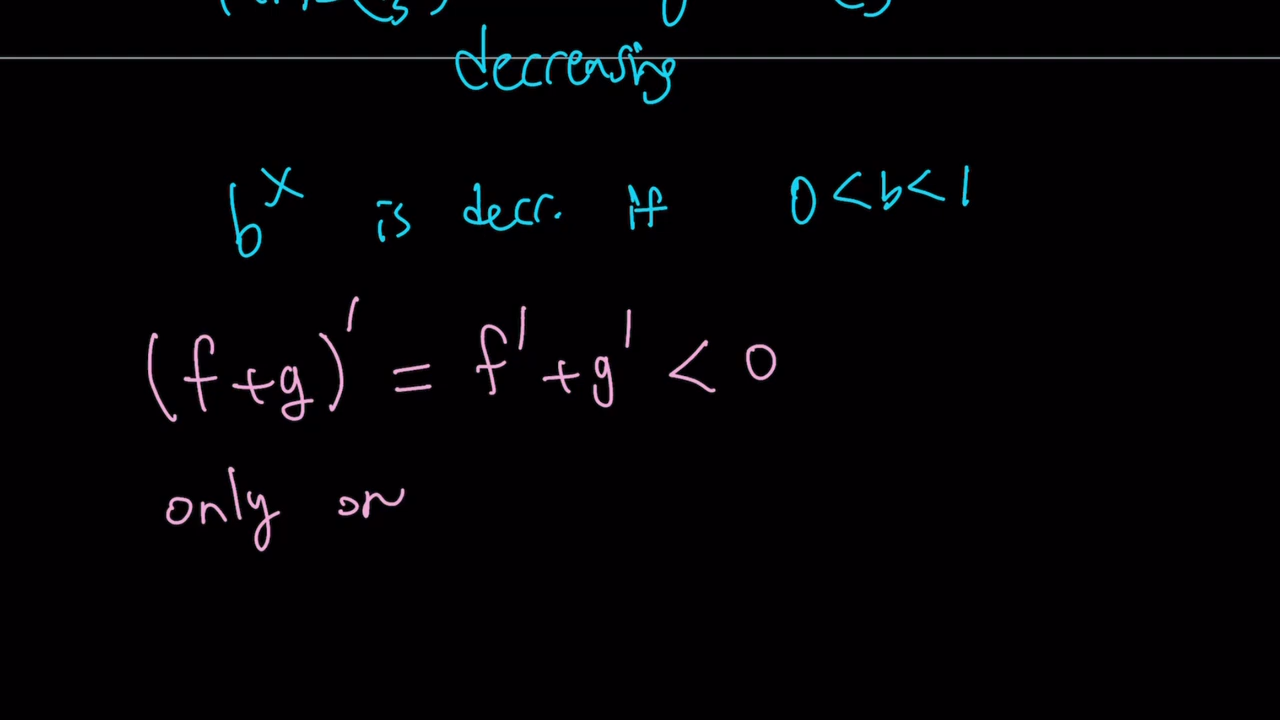 decreasing
b^x is decr. if 0 < b < 1
(f+g)' = f' + g' < 0
only on